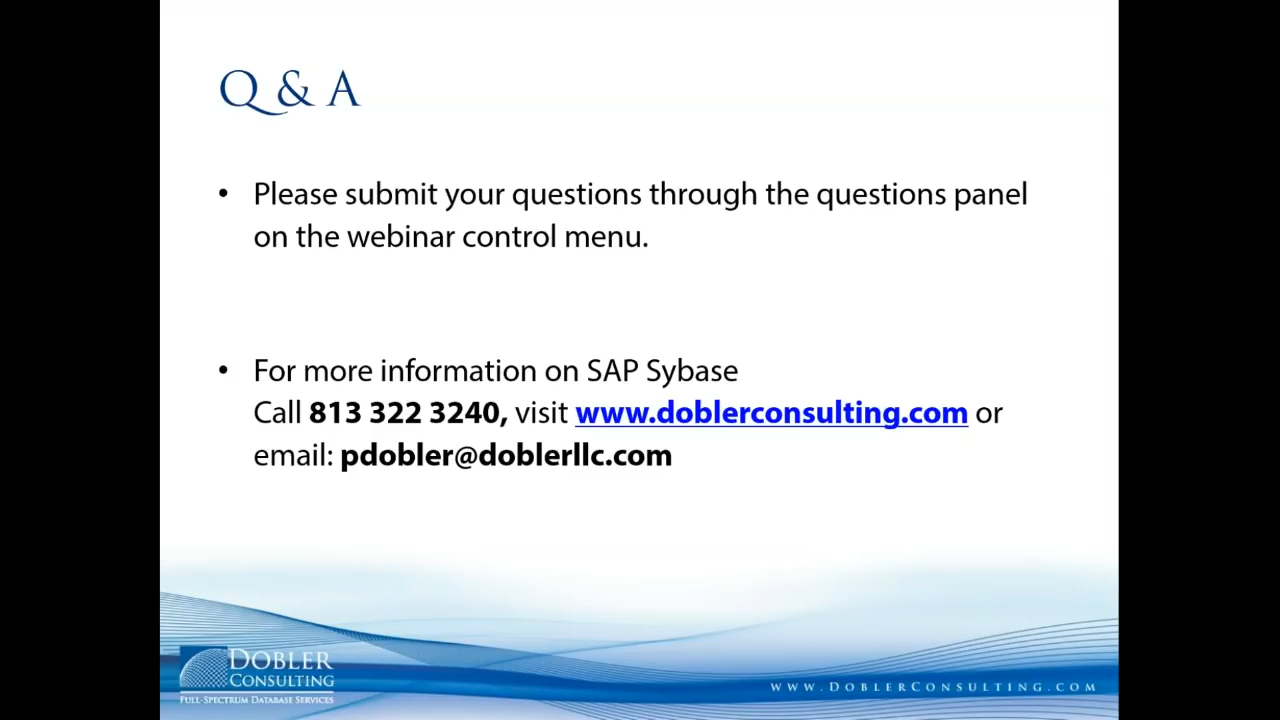 Q & A
• Please submit your questions through the questions panel
on the webinar control menu.
• For more information on SAP Sybase
Call 813 322 3240, visit www.doblerconsulting.com or
email: pdobler@doblerllc.com
DOBLER
CONSULTING
FULL-SPECTRUM DATABASE SERVICES
WWW.DOBLERCONSULTING.COM